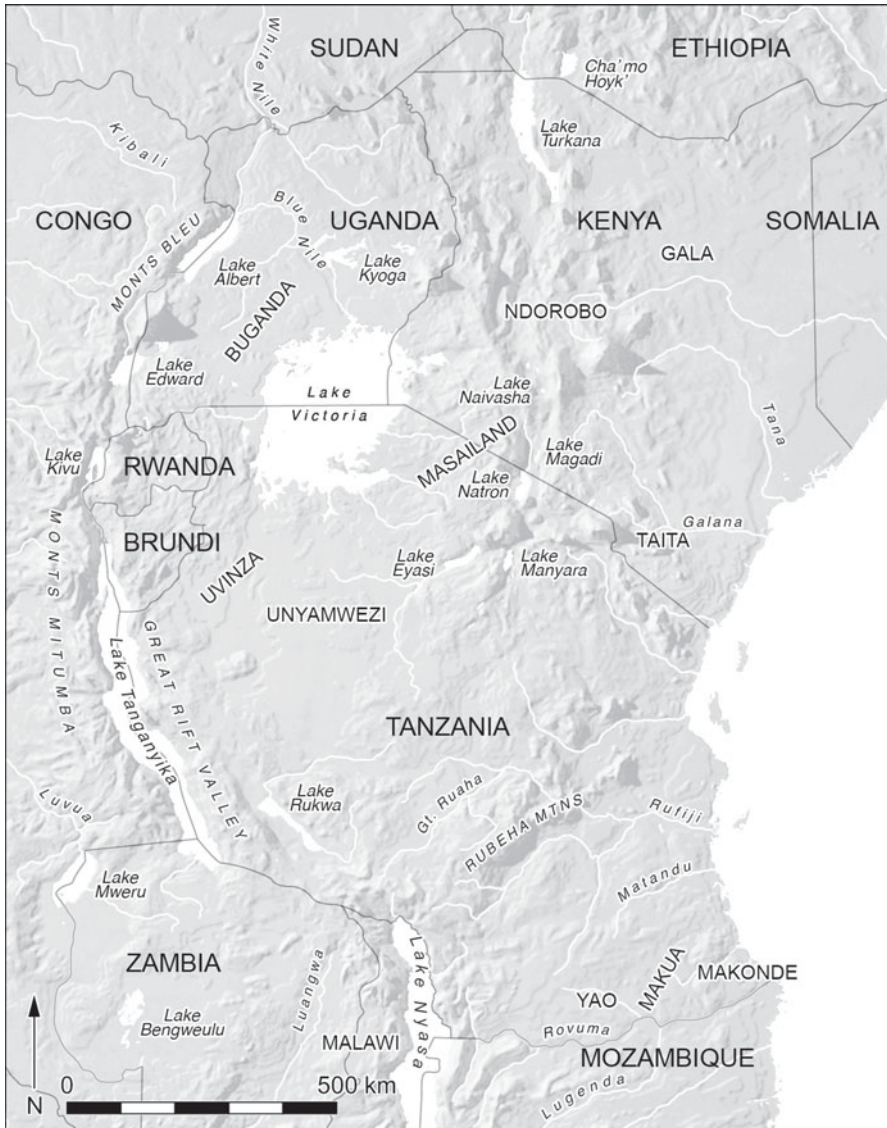 SUDAN
ETHIOPIA
White Nile
Cha'mo
Hoyk'
Lake
Turkana
Kibali
CONGO
MONTS BLEU
Blue Nile
UGANDA
KENYA
SOMALIA
GALA
Lake
Albert
Lake
Kyoga
BUGANDA
NDOROBO
Lake
Edward
Lake
Victoria
Lake
Naivasha
Tana
Lake
Kivu
RWANDA
MASAILAND
Lake
Magadi
Lake
Natron
MONTS MITUMBA
BRUNDI
UVINZA
Galana
TAITA
Lake
Eyasi
Lake
Manyara
UNYAMWEZI
Lake Tanganyika
GREAT RIFT VALLEY
TANZANIA
Luvua
Lake
Rukwa
Gt. Ruaha
RUBEHA MTNS
Rufiji
Lake
Mweru
Matandu
ZAMBIA
Luangwa
Lake Nyasa
MAKUA
MAKONDE
YAO
Lake
Bengweulu
MALAWI
Rovuma
MOZAMBIQUE
Lugenda
N
0
500 km